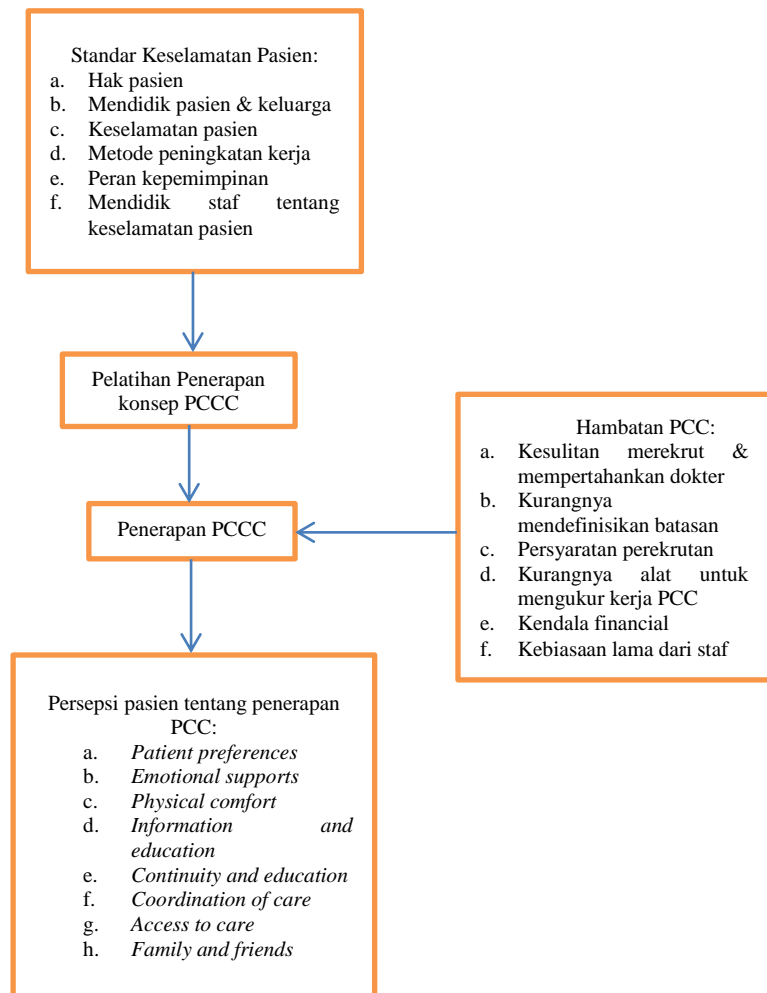 Standar Keselamatan Pasien:
a. Hak pasien
b. Mendidik pasien & keluarga
c. Keselamatan pasien
d. Metode peningkatan kerja
e. Peran kepemimpinan
f. Mendidik staf tentang
keselamatan pasien
Pelatihan Penerapan
konsep PCCC
Penerapan PCCC
Hambatan PCC:
a. Kesulitan merekrut &
mempertahankan dokter
b. Kurangnya
mendefinisikan batasan
c. Persyaratan perekrutan
d. Kurangnya alat untuk
mengukur kerja PCC
e. Kendala financial
f. Kebiasaan lama dari staf
Persepsi pasien tentang penerapan
PCC:
a. Patient preferences
b. Emotional supports
c. Physical comfort
d. Information and
education
e. Continuity and education
f. Coordination of care
g. Access to care
h. Family and friends